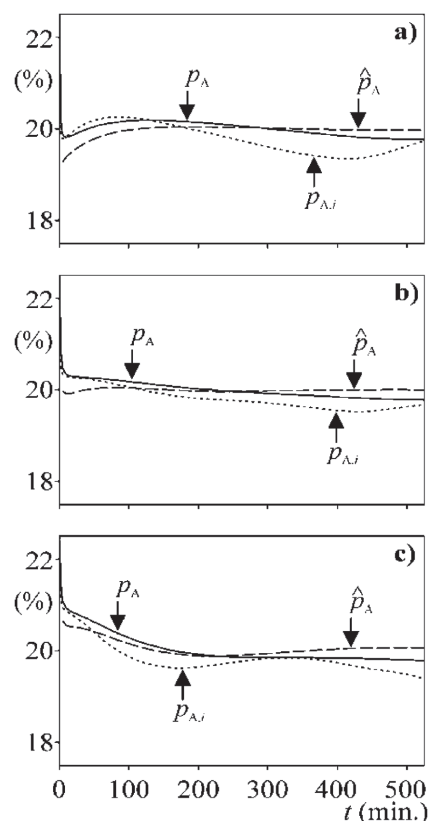 22
(%)
a)
p_A
p̂_A
20
p_A,i
18
22
b)
(%)
p_A
p̂_A
20
p_A,i
18
22
c)
(%)
p_A
p̂_A
20
p_A,i
18
0 100 200 300 400 500
t (min.)